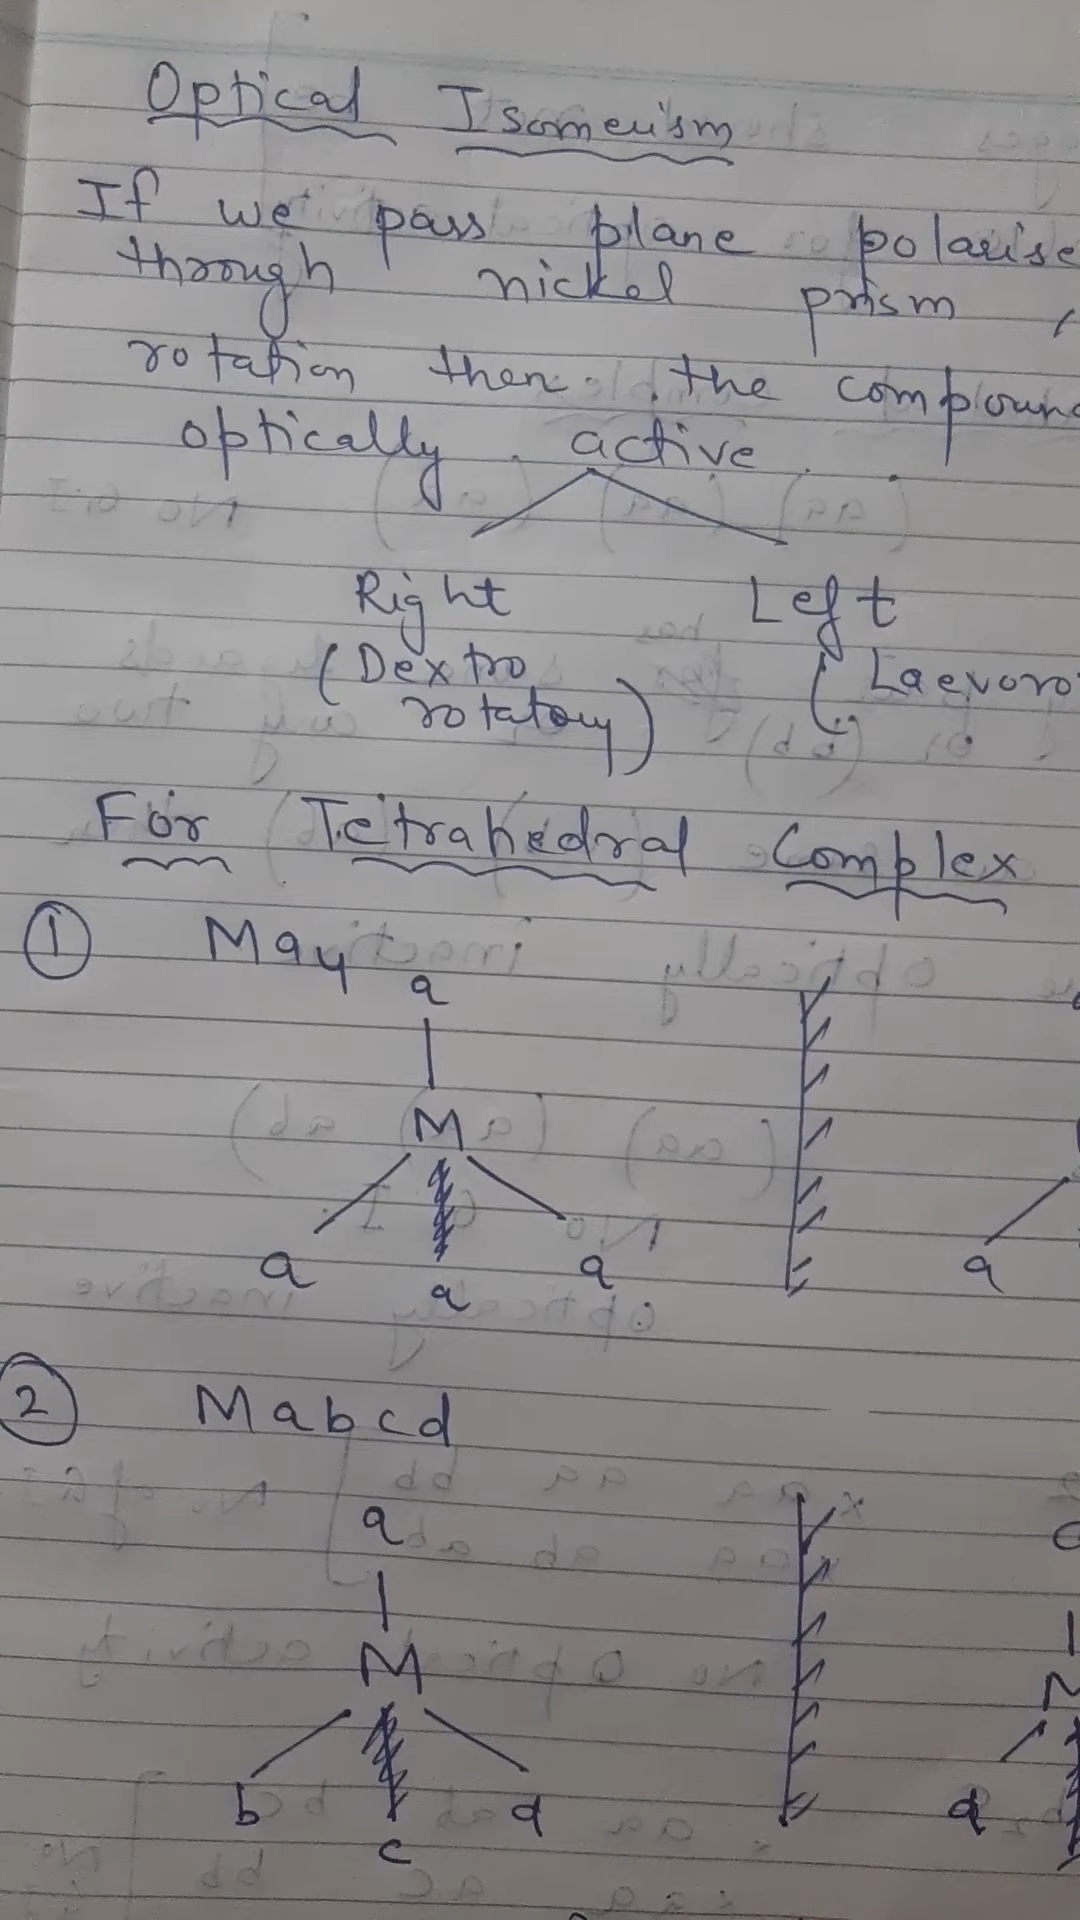 Optical Isomerism
If we pass plane polarise
through nickel prism,
rotation then the compound
optically active.
Right Left
(Dextro (Laevoro
rotatory)
For Tetrahedral Complex
① Ma4
a
M
a a a
a
② Mabcd
a
M M
b d d
c